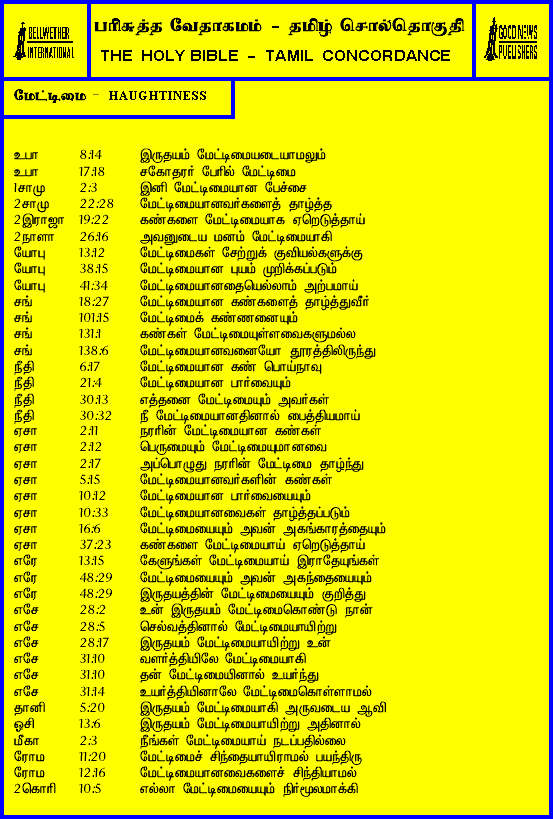 BELLWETHER
INTERNATIONAL
பரிசுத்த வேதாகமம் - தமிழ் சொல்தொகுதி
THE HOLY BIBLE - TAMIL CONCORDANCE
GOOD NEWS
PUBLISHERS
மேட்டிமை - HAUGHTINESS
உபா 8:14 இருதயம் மேட்டிமையடையாமலும்
உபா 17:18 சகோதரர் பேரில் மேட்டிமை
1சாமு 2:3 இனி மேட்டிமையான பேச்சை
2சாமு 22:28 மேட்டிமையானவர்களைத் தாழ்த்த
2இராஜா 19:22 கண்களை மேட்டிமையாக ஏறெடுத்தாய்
2நாளா 26:16 அவனுடைய மனம் மேட்டிமையாகி
யோபு 13:12 மேட்டிமைகள் சேற்றுக் குவியல்களுக்கு
யோபு 38:15 மேட்டிமையான புயம் முறிக்கப்படும்
யோபு 41:34 மேட்டிமையானதையெல்லாம் அற்பமாய்
சங் 18:27 மேட்டிமையான கண்களைத் தாழ்த்துவீர்
சங் 101:15 மேட்டிமைக் கண்ணனையும்
சங் 131:1 கண்கள் மேட்டிமையுள்ளவைகளுமல்ல
சங் 138:6 மேட்டிமையானவனையோ தூரத்திலிருந்து
நீதி 6:17 மேட்டிமையான கண் பொய்நாவு
நீதி 21:4 மேட்டிமையான பார்வையும்
நீதி 30:13 எத்தனை மேட்டிமையும் அவர்கள்
நீதி 30:32 நீ மேட்டிமையானதினால் பைத்தியமாய்
ஏசா 2:11 நரரின் மேட்டிமையான கண்கள்
ஏசா 2:12 பெருமையும் மேட்டிமையுமானவை
ஏசா 2:17 அப்பொழுது நரரின் மேட்டிமை தாழ்ந்து
ஏசா 5:15 மேட்டிமையானவர்களின் கண்கள்
ஏசா 10:12 மேட்டிமையான பார்வையையும்
ஏசா 10:33 மேட்டிமையானவைகள் தாழ்த்தப்படும்
ஏசா 16:6 மேட்டிமையையும் அவன் அகங்காரத்தையும்
ஏசா 37:23 கண்களை மேட்டிமையாய் ஏறெடுத்தாய்
எரே 13:15 கேளுங்கள் மேட்டிமையாய் இராதேயுங்கள்
எரே 48:29 மேட்டிமையையும் அவன் அகந்தையையும்
எரே 48:29 இருதயத்தின் மேட்டிமையையும் குறித்து
எசே 28:2 உன் இருதயம் மேட்டிமைகொண்டு நான்
எசே 28:5 செல்வத்தினால் மேட்டிமையாயிற்று
எசே 28:17 இருதயம் மேட்டிமையாயிற்று உன்
எசே 31:10 வளர்த்தியிலே மேட்டிமையாகி
எசே 31:10 தன் மேட்டிமையினால் உயர்ந்து
எசே 31:14 உயர்த்தியினாலே மேட்டிமைகொள்ளாமல்
தானி 5:20 இருதயம் மேட்டிமையாகி அருவடைய ஆவி
ஓசி 13:6 இருதயம் மேட்டிமையாயிற்று அதினால்
மீகா 2:3 நீங்கள் மேட்டிமையாய் நடப்பதில்லை
ரோம 11:20 மேட்டிமைச் சிந்தையாயிராமல் பயந்திரு
ரோம 12:16 மேட்டிமையானவைகளைச் சிந்தியாமல்
2கொரி 10:5 எல்லா மேட்டிமையையும் நிர்மூலமாக்கி